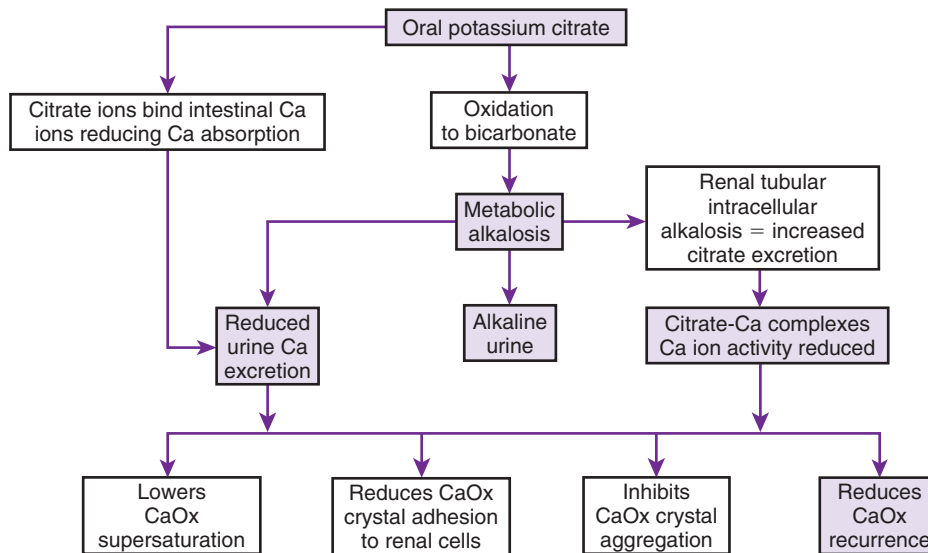 Oral potassium citrate
Citrate ions bind intestinal Ca
ions reducing Ca absorption
Oxidation
to bicarbonate
Metabolic
alkalosis
Renal tubular
intracellular
alkalosis = increased
citrate excretion
Reduced
urine Ca
excretion
Alkaline
urine
Citrate-Ca complexes
Ca ion activity reduced
Lowers
CaOx
supersaturation
Reduces CaOx
crystal adhesion
to renal cells
Inhibits
CaOx crystal
aggregation
Reduces
CaOx
recurrence